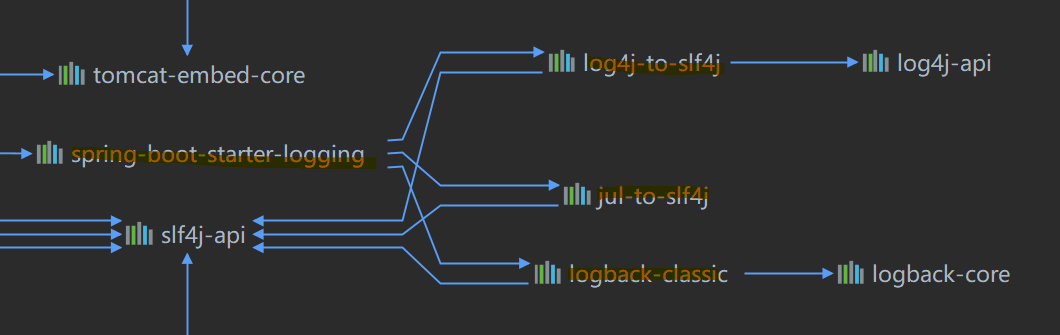 tomcat-embed-core
log4j-to-slf4j
log4j-api
spring-boot-starter-logging
jul-to-slf4j
slf4j-api
logback-classic
logback-core